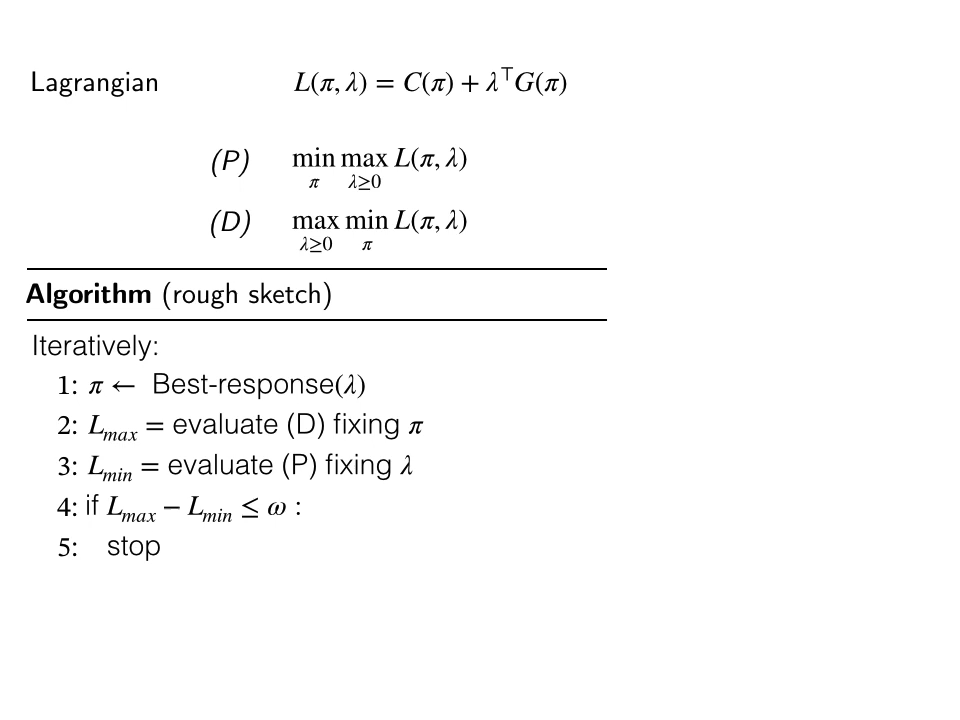 Lagrangian L(π, λ) = C(π) + λ⊤G(π)
(P) min max L(π, λ)
π λ≥0
(D) max min L(π, λ)
λ≥0 π
Algorithm (rough sketch)
Iteratively:
1: π ← Best-response(λ)
2: L_max = evaluate (D) fixing π
3: L_min = evaluate (P) fixing λ
4: if L_max − L_min ≤ ω :
5: stop